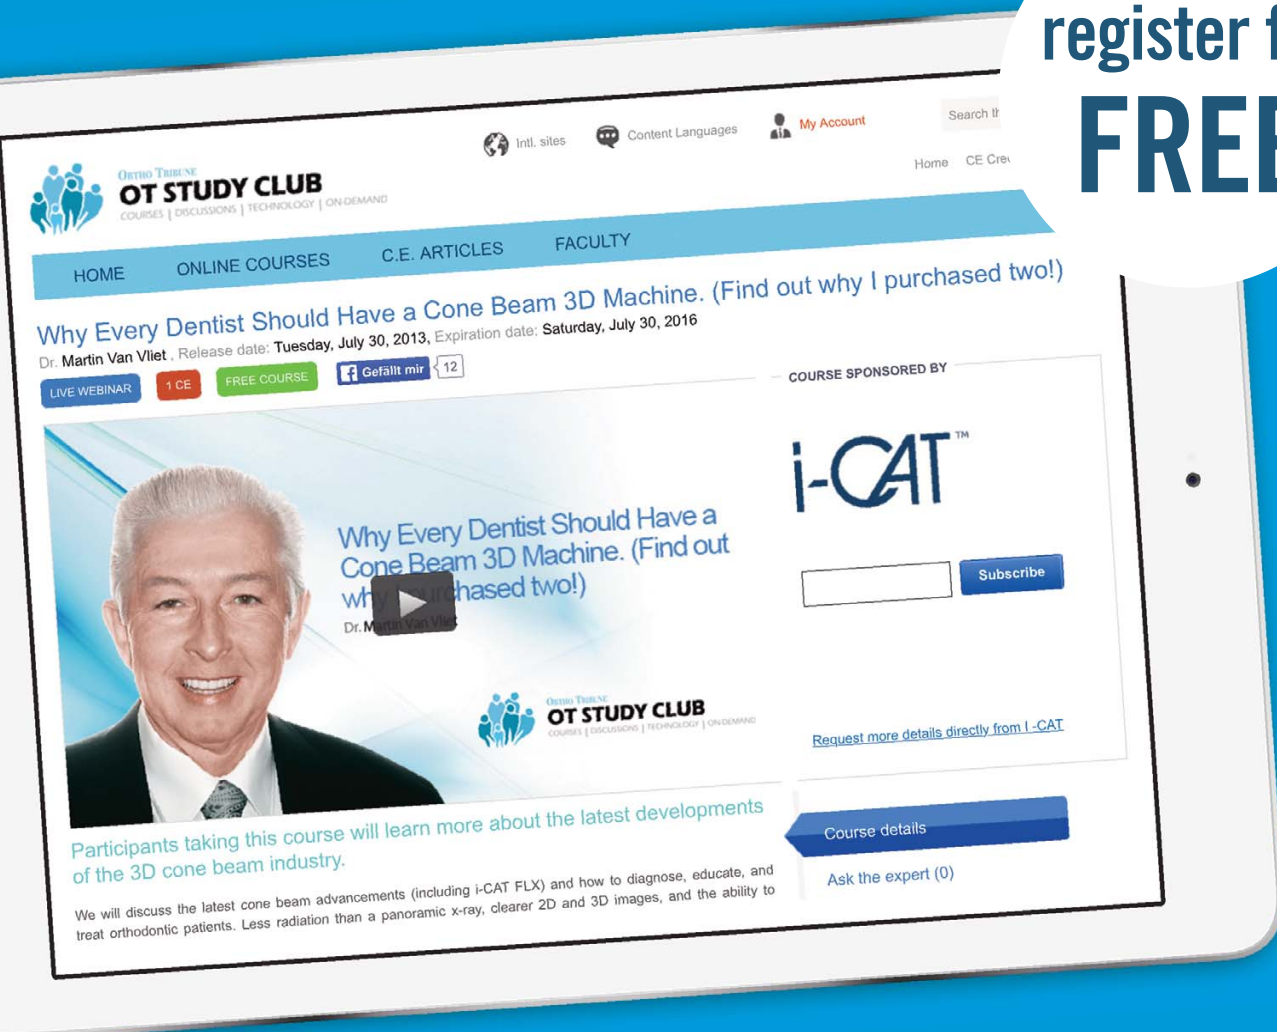 register f
FREE
Intl. sites
Content Languages
My Account
Search th
ORTHO TRIBUNE
OT STUDY CLUB
COURSES | DISCUSSIONS | TECHNOLOGY | ON-DEMAND
Home CE Cre
HOME ONLINE COURSES C.E. ARTICLES FACULTY
Why Every Dentist Should Have a Cone Beam 3D Machine. (Find out why I purchased two!)
Dr. Martin Van Vliet , Release date: Tuesday, July 30, 2013, Expiration date: Saturday, July 30, 2016
LIVE WEBINAR 1 CE FREE COURSE f Gefällt mir 12
COURSE SPONSORED BY
i-CAT™
Why Every Dentist Should Have a
Cone Beam 3D Machine. (Find out
why I purchased two!)
Dr. Martin Van Vliet
Subscribe
ORTHO TRIBUNE
OT STUDY CLUB
COURSES | DISCUSSIONS | TECHNOLOGY | ON-DEMAND
Request more details directly from I -CAT
Participants taking this course will learn more about the latest developments
of the 3D cone beam industry.
We will discuss the latest cone beam advancements (including i-CAT FLX) and how to diagnose, educate, and
treat orthodontic patients. Less radiation than a panoramic x-ray, clearer 2D and 3D images, and the ability to
Course details
Ask the expert (0)